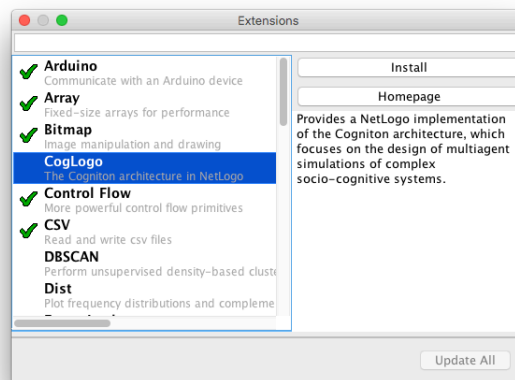 Extensions
Arduino
Communicate with an Arduino device
Array
Fixed-size arrays for performance
Bitmap
Image manipulation and drawing
CogLogo
The Cogniton architecture in NetLogo
Control Flow
More powerful control flow primitives
CSV
Read and write csv files
DBSCAN
Perform unsupervised density-based cluste
Dist
Plot frequency distributions and compleme
Install
Homepage
Provides a NetLogo implementation
of the Cogniton architecture, which
focuses on the design of multiagent
simulations of complex
socio-cognitive systems.
Update All